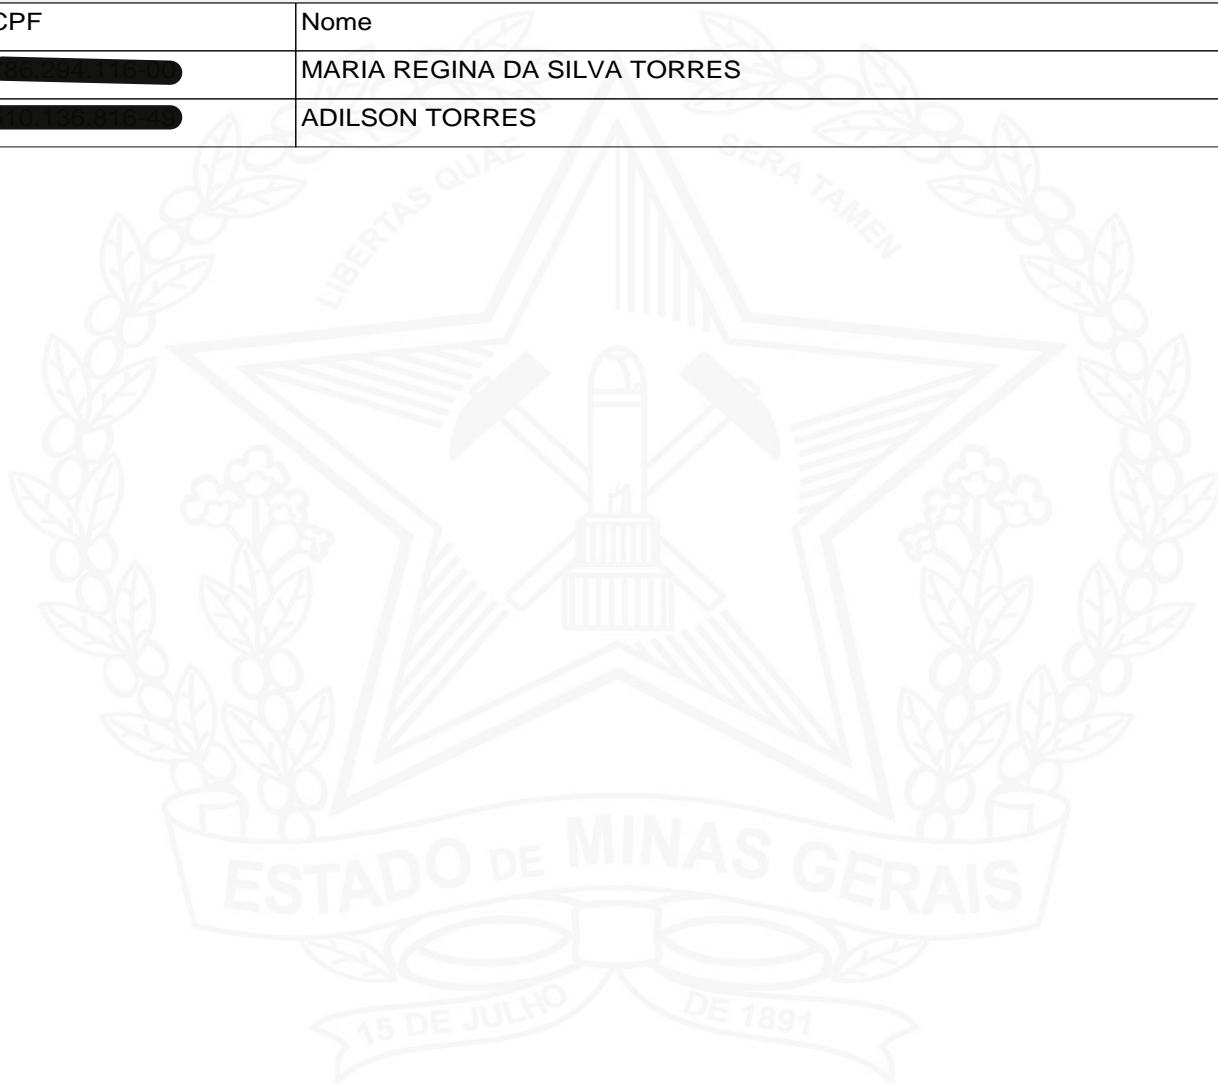 CPF Nome
MARIA REGINA DA SILVA TORRES
ADILSON TORRES
LIBERTAS QUAE SERA TAMEN
ESTADO DE MINAS GERAIS
15 DE JULHO DE 1891